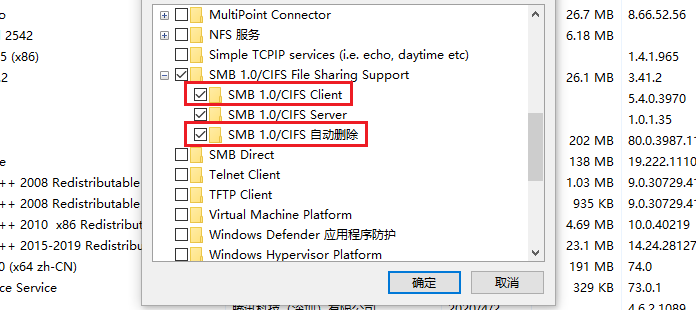 MultiPoint Connector
26.7 MB
8.66.52.56
2542
NFS 服务
6.18 MB
(x86)
Simple TCPIP services (i.e. echo, daytime etc)
1.4.1.965
SMB 1.0/CIFS File Sharing Support
26.1 MB
3.41.2
SMB 1.0/CIFS Client
5.4.0.3970
SMB 1.0/CIFS Server
1.0.1.35
SMB 1.0/CIFS 自动删除
202 MB
80.0.3987.11
SMB Direct
138 MB
19.222.1110
++ 2008 Redistributable
Telnet Client
1.03 MB
9.0.30729.41
++ 2008 Redistributable
TFTP Client
935 KB
9.0.30729.41
++ 2010 x86 Redistributable
Virtual Machine Platform
4.69 MB
10.0.40219
++ 2015-2019 Redistributable
Windows Defender 应用程序防护
23.1 MB
14.24.28127
0 (x64 zh-CN)
Windows Hypervisor Platform
191 MB
74.0
ce Service
确定
取消
329 KB
73.0.1
2020/4/2
4.6.2.1089